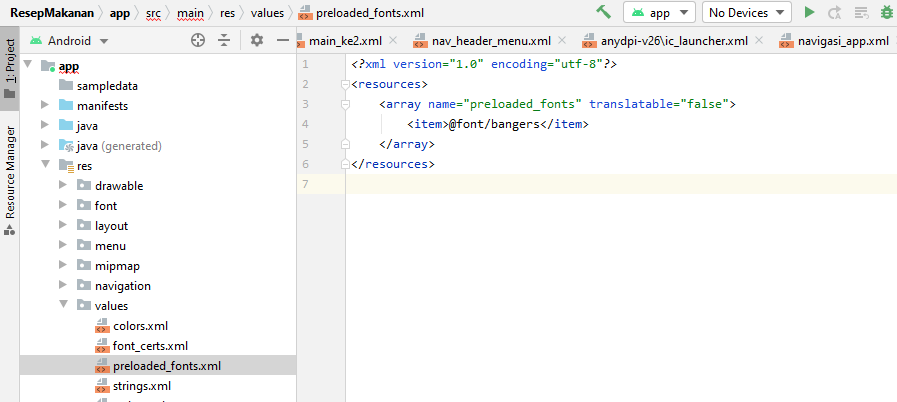 ResepMakanan app src main res values preloaded_fonts.xml app No Devices
1: Project
Resource Manager
Android
app
sampledata
manifests
java
java (generated)
res
drawable
font
layout
menu
mipmap
navigation
values
colors.xml
font_certs.xml
preloaded_fonts.xml
strings.xml
main_ke2.xml nav_header_menu.xml anydpi-v26\ic_launcher.xml navigasi_app.xml
1 <?xml version="1.0" encoding="utf-8"?>
2 <resources>
3 <array name="preloaded_fonts" translatable="false">
4 <item>@font/bangers</item>
5 </array>
6 </resources>
7